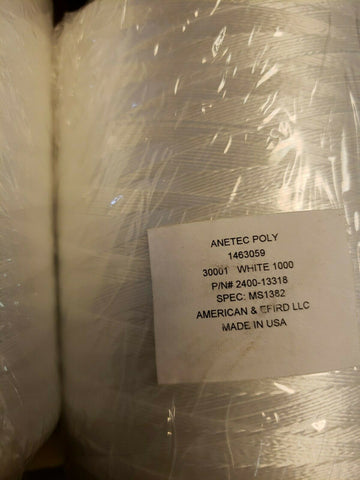 ANETEC POLY
1463059
30001 WHITE 1000
P/N# 2400-13318
SPEC: MS1382
AMERICAN & EFIRD LLC
MADE IN USA